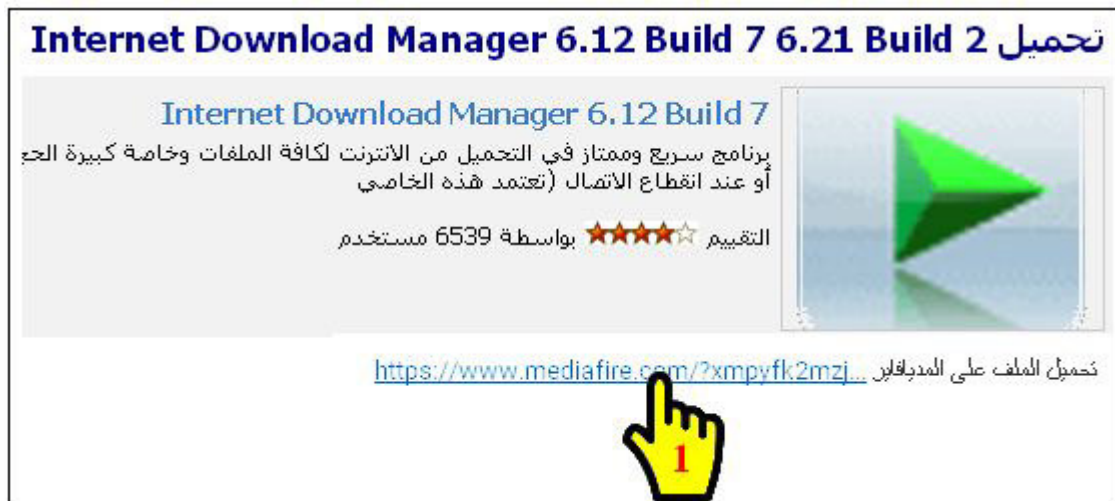 تحميل Internet Download Manager 6.12 Build 7 6.21 Build 2
Internet Download Manager 6.12 Build 7
برنامج سريع وممتاز في التحميل من الانترنت لكافة الملفات وخاصة كبيرة الحج
أو عند انقطاع الاتصال (تعتمد هذه الخاصي
التقييم بواسطة 6539 مستخدم
تحميل الملف على الميديافاير https://www.mediafire.com/?xmpyfk2mzj...
1